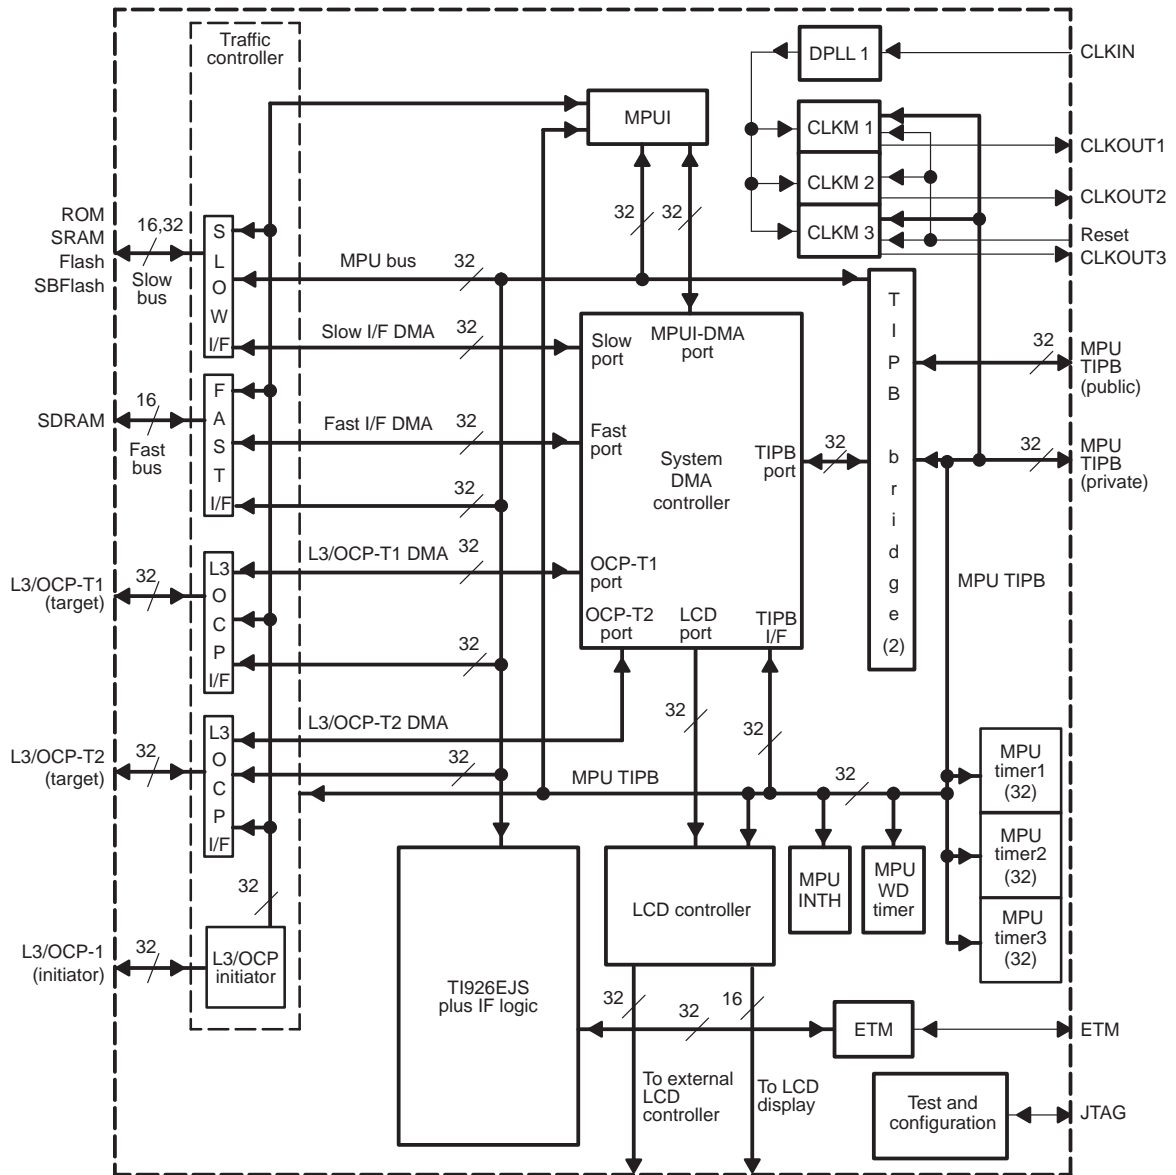 Traffic
controller
DPLL 1
CLKIN
MPUI
CLKM 1
CLKOUT1
CLKM 2
CLKOUT2
CLKM 3
Reset
CLKOUT3
ROM
SRAM
Flash
SBFlash
16,32
Slow
bus
S
L
O
W
I/F
MPU bus
32
32
32
Slow I/F DMA
32
Slow
port
MPUI-DMA
port
T
I
P
B
b
r
i
d
g
e
(2)
32
MPU
TIPB
(public)
SDRAM
16
Fast
bus
F
A
S
T
I/F
Fast I/F DMA
32
Fast
port
System
DMA
controller
TIPB
port
32
32
MPU
TIPB
(private)
32
L3/OCP-T1
(target)
32
L3
O
C
P
I/F
L3/OCP-T1 DMA
32
OCP-T1
port
OCP-T2
port
LCD
port
TIPB
I/F
MPU TIPB
32
L3/OCP-T2
(target)
32
L3
O
C
P
I/F
L3/OCP-T2 DMA
32
32
32
MPU TIPB
32
MPU
timer1
(32)
MPU
timer2
(32)
MPU
timer3
(32)
32
L3/OCP-1
(initiator)
32
L3/OCP
initiator
TI926EJS
plus IF logic
LCD controller
MPU
INTH
MPU
WD
timer
32
16
32
ETM
ETM
To external
LCD
controller
To LCD
display
Test and
configuration
JTAG